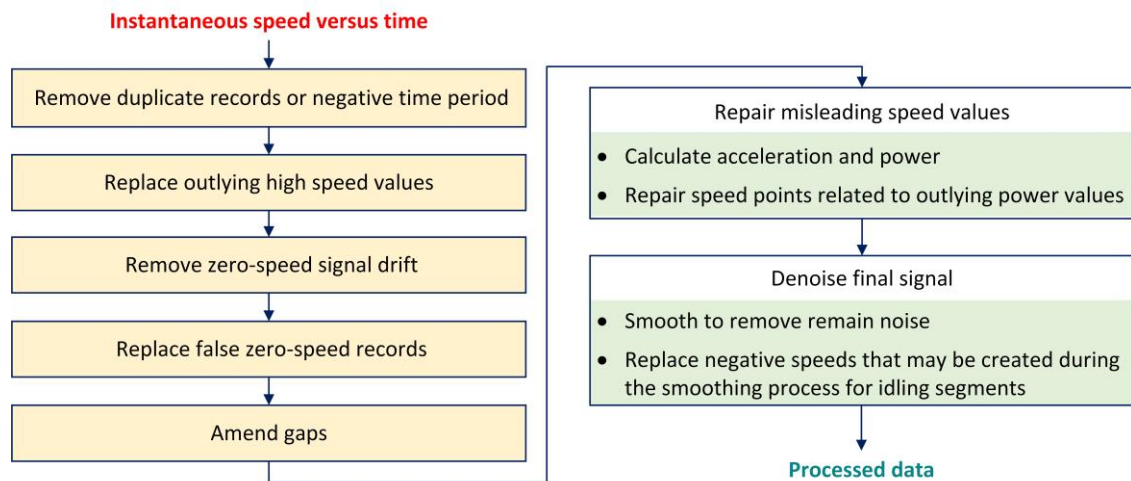 Instantaneous speed versus time
Remove duplicate records or negative time period
Replace outlying high speed values
Remove zero-speed signal drift
Replace false zero-speed records
Amend gaps
Repair misleading speed values
• Calculate acceleration and power
• Repair speed points related to outlying power values
Denoise final signal
• Smooth to remove remain noise
• Replace negative speeds that may be created during
the smoothing process for idling segments
Processed data